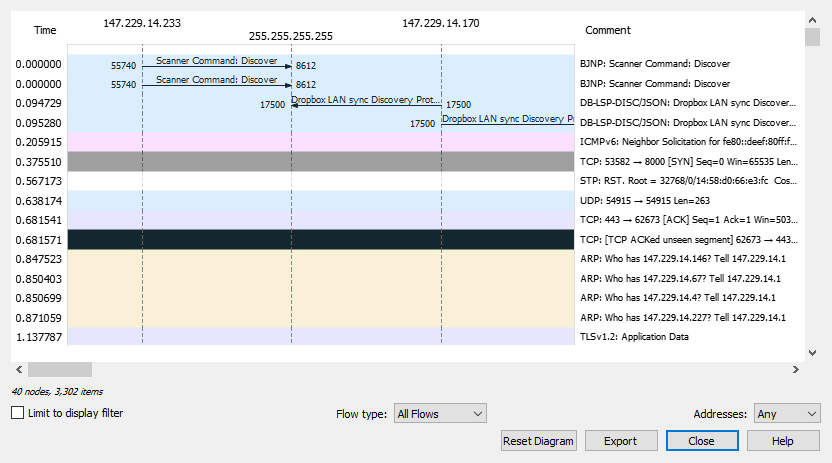 147.229.14.233 147.229.14.170
Time 255.255.255.255 Comment
0.000000 55740 Scanner Command: Discover 8612 BJNP: Scanner Command: Discover
0.000000 55740 Scanner Command: Discover 8612 BJNP: Scanner Command: Discover
0.094729 17500 Dropbox LAN sync Discovery Prot... 17500 DB-LSP-DISC/JSON: Dropbox LAN sync Discover...
0.095280 17500 Dropbox LAN sync Discovery P DB-LSP-DISC/JSON: Dropbox LAN sync Discover...
0.205915 ICMPv6: Neighbor Solicitation for fe80::deef:80ff:f...
0.375510 TCP: 53582 → 8000 [SYN] Seq=0 Win=65535 Len...
0.567173 STP: RST. Root = 32768/0/14:58:d0:66:e3:fc Cos...
0.638174 UDP: 54915 → 54915 Len=263
0.681541 TCP: 443 → 62673 [ACK] Seq=1 Ack=1 Win=503...
0.681571 TCP: [TCP ACKed unseen segment] 62673 → 443...
0.847523 ARP: Who has 147.229.14.146? Tell 147.229.14.1
0.850403 ARP: Who has 147.229.14.67? Tell 147.229.14.1
0.850699 ARP: Who has 147.229.14.4? Tell 147.229.14.1
0.871059 ARP: Who has 147.229.14.227? Tell 147.229.14.1
1.137787 TLSv1.2: Application Data
40 nodes, 3,302 items
Limit to display filter Flow type: All Flows Addresses: Any
Reset Diagram Export Close Help